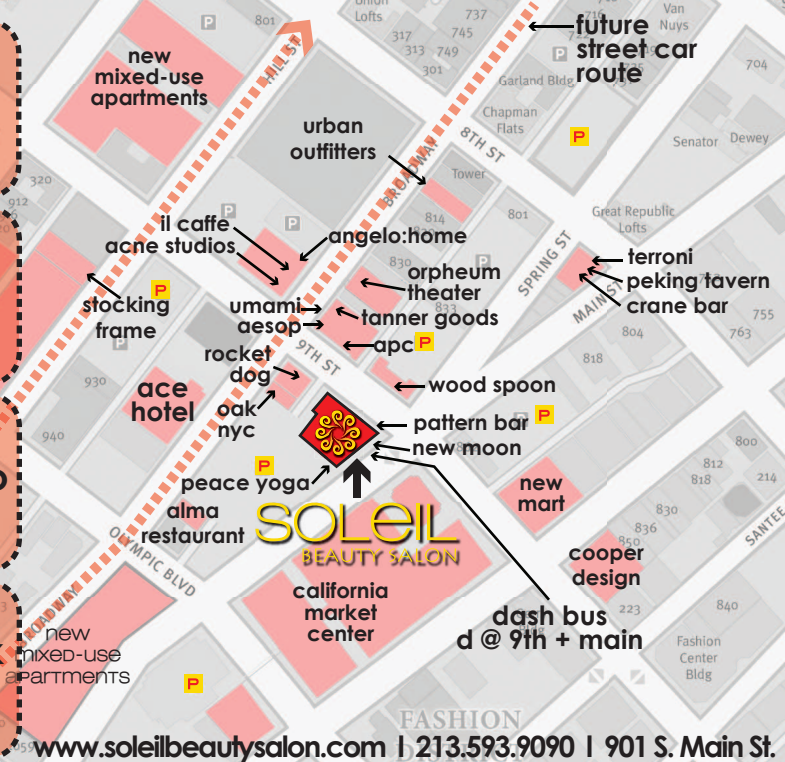 801
Union
Lofts
737
745
749
317
313
301
716
Van
Nuys
future
street car
route
704
Garland Bldg
new
mixed-use
apartments
HILL ST
P
Chapman
Flats
P
urban
outfitters
8TH ST
Senator
Dewey
BROADWAY
Tower
320
912
814
801
Great Republic
Lofts
il caffe
acne studios
angelo:home
830
SPRING ST
terroni
peking tavern
crane bar
MAIN ST
orpheum
theater
P
stocking
frame
umami
aesop
tanner goods
833
804
755
763
rocket
dog
9TH ST
apc
P
818
930
ace
hotel
wood spoon
oak
nyc
pattern bar
P
new moon
940
800
812
818
214
P
peace yoga
new
mart
alma
restaurant
SOLEIL
BEAUTY SALON
830
836
850
SANTEE
OLYMPIC BLVD
cooper
design
california
market
center
223
840
dash bus
d @ 9th + main
BROADWAY
new
mixed-use
apartments
Fashion
Center
Bldg
P
FASHION
www.soleilbeautysalon.com | 213.593.9090 | 901 S. Main St.